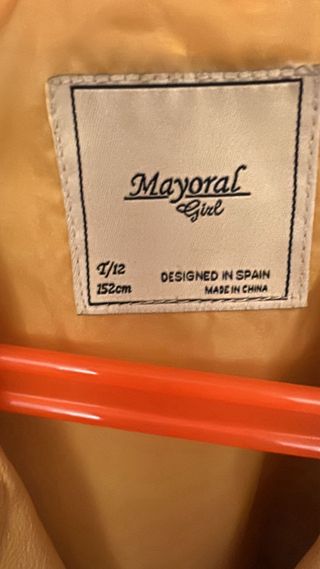 Mayoral
Girl
T/12
152cm
DESIGNED IN SPAIN
MADE IN CHINA